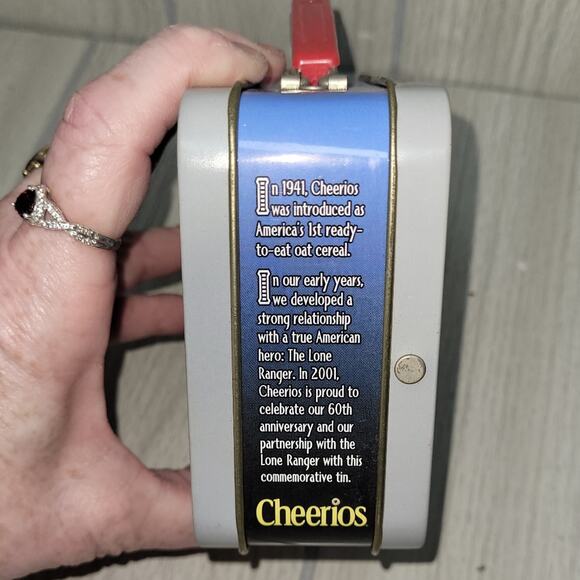 In 1941, Cheerios
was introduced as
America's 1st ready-
to-eat oat cereal.
In our early years,
we developed a
strong relationship
with a true American
hero: The Lone
Ranger. In 2001,
Cheerios is proud to
celebrate our 60th
anniversary and our
partnership with the
Lone Ranger with this
commemorative tin.
Cheerios